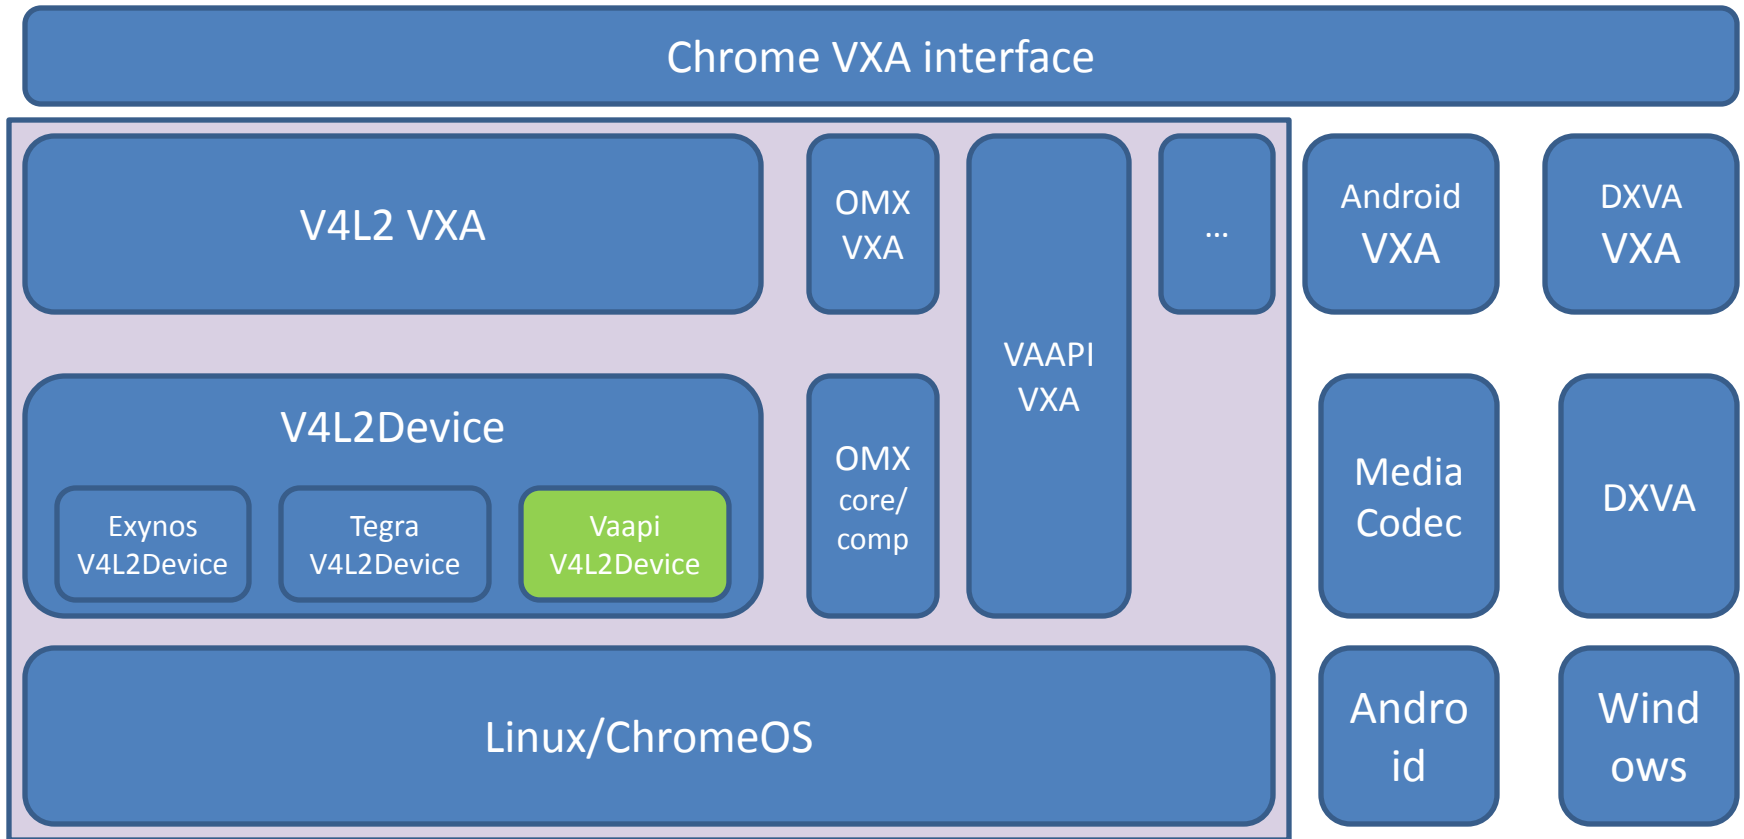 Chrome VXA interface
V4L2 VXA
OMX
VXA
VAAPI
VXA
...
Android
VXA
DXVA
VXA
V4L2Device
Exynos
V4L2Device
Tegra
V4L2Device
Vaapi
V4L2Device
OMX
core/
comp
Media
Codec
DXVA
Linux/ChromeOS
Andro
id
Wind
ows